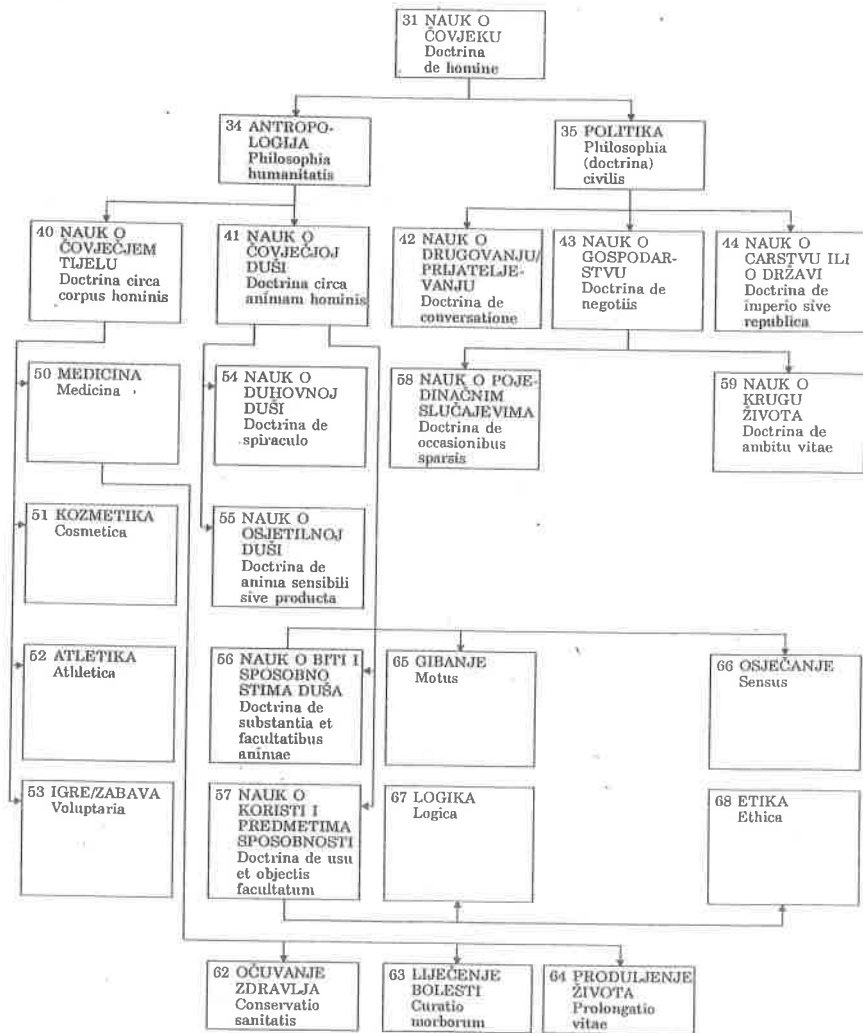 31 NAUK O
ČOVJEKU
Doctrina
de homine
34 ANTROPO-
LOGIJA
Philosophia
humanitatis
35 POLITIKA
Philosophia
(doctrina)
civilis
40 NAUK O
ČOVJEČJEM
TIJELU
Doctrina circa
corpus hominis
41 NAUK O
ČOVJEČJOJ
DUŠI
Doctrina circa
animam hominis
42 NAUK O
DRUGOVANJU/
PRIJATELJE-
VANJU
Doctrina de
conversatione
43 NAUK O
GOSPODAR-
STVU
Doctrina de
negotiis
44 NAUK O
CARSTVU ILI
O DRŽAVI
Doctrina de
imperio sive
republica
50 MEDICINA
Medicina
54 NAUK O
DUHOVNOJ
DUŠI
Doctrina de
spiraculo
58 NAUK O POJE-
DINAČNIM
SLUČAJEVIMA
Doctrina de
occasionibus
sparsis
59 NAUK O
KRUGU
ŽIVOTA
Doctrina de
ambitu vitae
51 KOZMETIKA
Cosmetica
55 NAUK O
OSJETILNOJ
DUŠI
Doctrina de
anima sensibili
sive producta
52 ATLETIKA
Athletica
56 NAUK O BITI I
SPOSOBNO
STIMA DUŠA
Doctrina de
substantia et
facultatibus
animae
65 GIBANJE
Motus
66 OSJEČANJE
Sensus
53 IGRE/ZABAVA
Voluptaria
57 NAUK O
KORISTI I
PREDMETIMA
SPOSOBNOSTI
Doctrina de usu
et objectis
facultatum
67 LOGIKA
Logica
68 ETIKA
Ethica
62 OČUVANJE
ZDRAVLJA
Conservatio
sanitatis
63 LIJEČENJE
BOLESTI
Curatio
morborum
64 PRODULJENJE
ŽIVOTA
Prolongatio
vitae